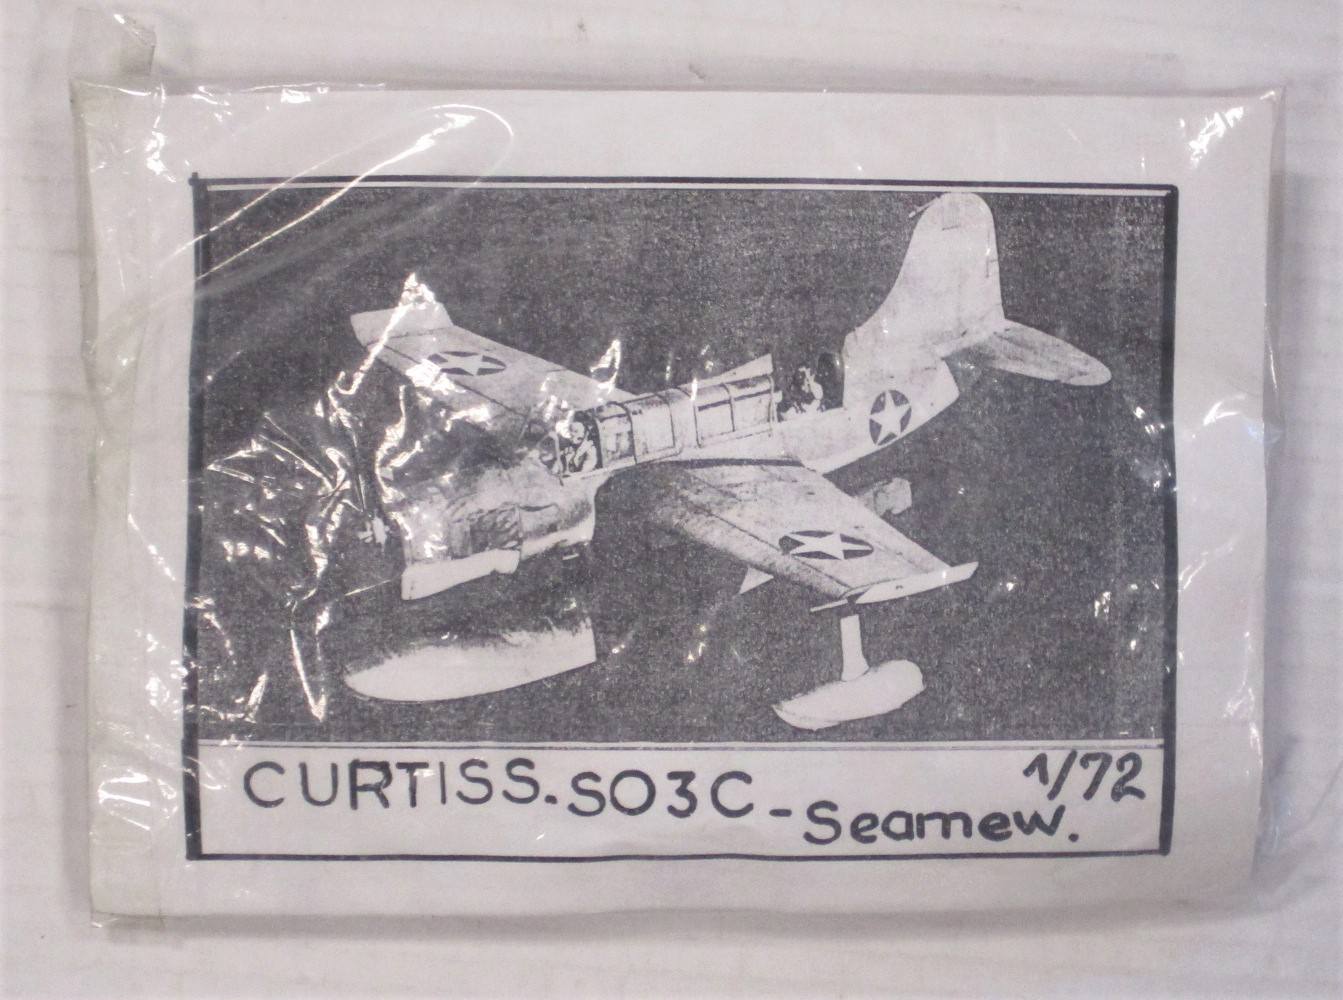 CURTISS. SO3C - Seamew.
1/72